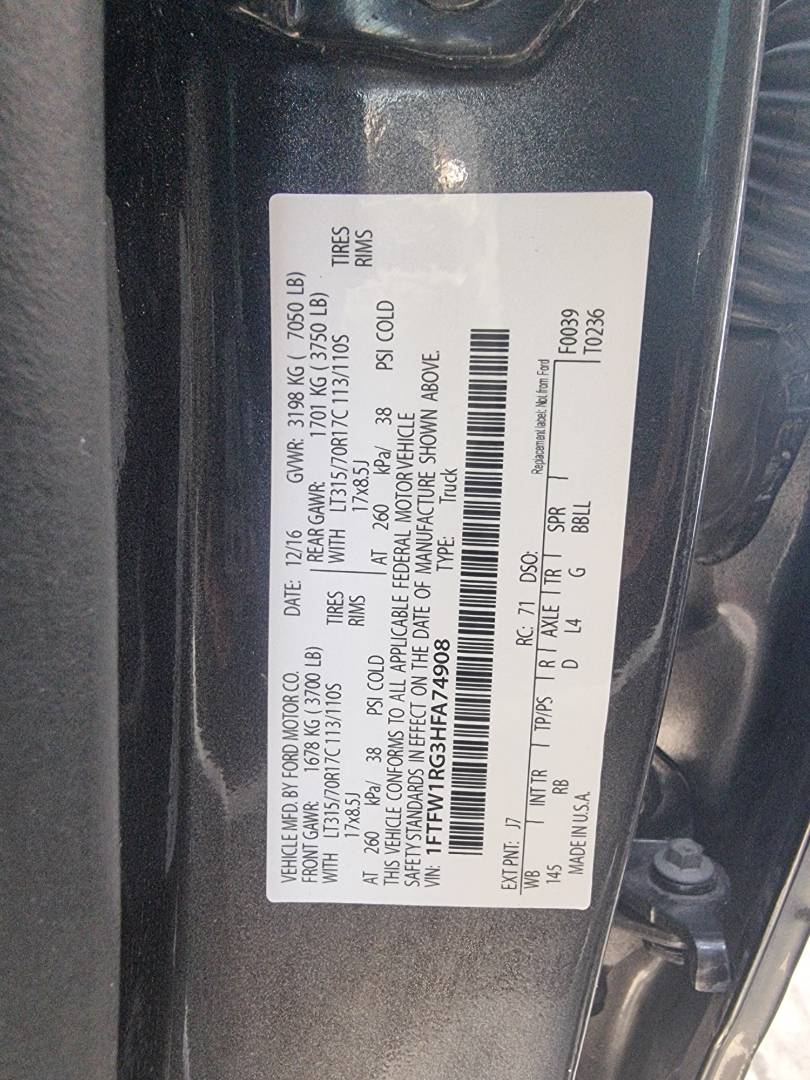 VEHICLE MFD. BY FORD MOTOR CO. DATE: 12/16 GVWR: 3198 KG ( 7050 LB)
FRONT GAWR: 1678 KG ( 3700 LB) REAR GAWR: 1701 KG ( 3750 LB)
WITH LT315/70R17C 113/110S TIRES WITH LT315/70R17C 113/110S TIRES
17x8.5J RIMS 17x8.5J RIMS
AT 260 kPa/ 38 PSI COLD AT 260 kPa/ 38 PSI COLD
THIS VEHICLE CONFORMS TO ALL APPLICABLE FEDERAL MOTOR VEHICLE
SAFETY STANDARDS IN EFFECT ON THE DATE OF MANUFACTURE SHOWN ABOVE.
VIN: 1FTFW1RG3HFA74908 TYPE: Truck
EXT PNT: J7 RC: 71 DSO: Replacement label: Not from Ford
WB INT TR TP/PS R AXLE TR SPR F0039
145 RB D L4 G BBLL T0236
MADE IN U.S.A.